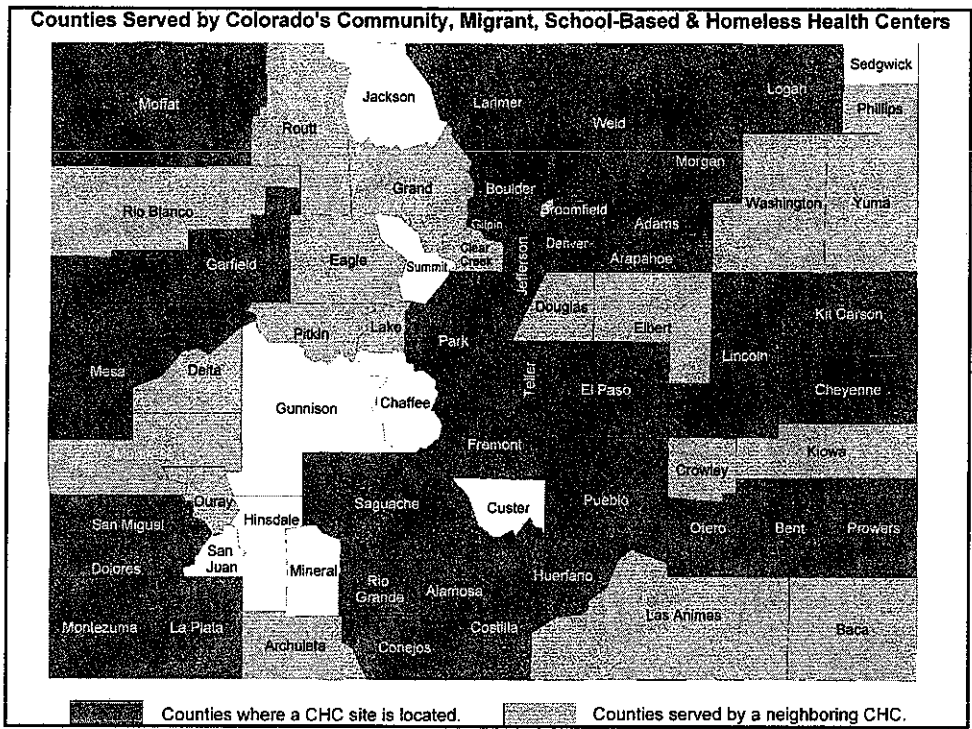 Counties Served by Colorado's Community, Migrant, School-Based & Homeless Health Centers
Sedgwick
Logan
Jackson
Larimer
Moffat
Phillips
Weld
Routt
Morgan
Grand
Boulder
Washington
Yuma
Rio Blanco
Broomfield
Gilpin
Adams
Denver
Clear
Creek
Eagle
Arapahoe
Garfield
Summit
Jefferson
Douglas
Kit Carson
Elbert
Pitkin
Lake
Park
Lincoln
Mesa
Delta
Teller
El Paso
Cheyenne
Gunnison
Chaffee
Fremont
Kiowa
Crowley
Ouray
Saguache
Custer
Pueblo
Hinsdale
San Miguel
Otero
Bent
Prowers
San
Juan
Dolores
Mineral
Rio
Grande
Alamosa
Huerfano
Las Animas
Montezuma
La Plata
Costilla
Baca
Archuleta
Conejos
Counties where a CHC site is located.
Counties served by a neighboring CHC.